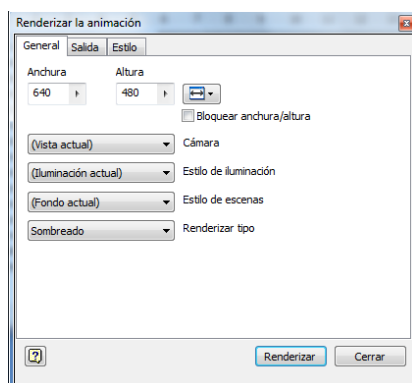 Renderizar la animación
General Salida Estilo
Anchura Altura
640 480
Bloquear anchura/altura
(Vista actual) Cámara
(Iluminación actual) Estilo de iluminación
(Fondo actual) Estilo de escenas
Sombreado Renderizar tipo
? Renderizar Cerrar